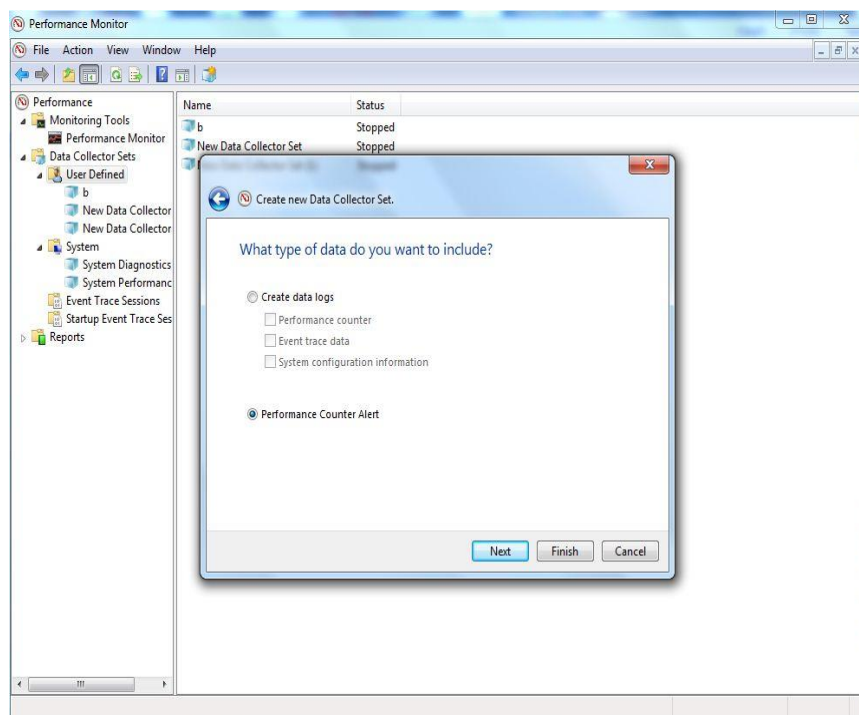 Performance Monitor
File Action View Window Help
Performance
Monitoring Tools
Performance Monitor
Data Collector Sets
User Defined
b
New Data Collector
New Data Collector
System
System Diagnostics
System Performanc
Event Trace Sessions
Startup Event Trace Ses
Reports
Name Status
b Stopped
New Data Collector Set Stopped
Create new Data Collector Set.
What type of data do you want to include?
Create data logs
Performance counter
Event trace data
System configuration information
Performance Counter Alert
Next Finish Cancel